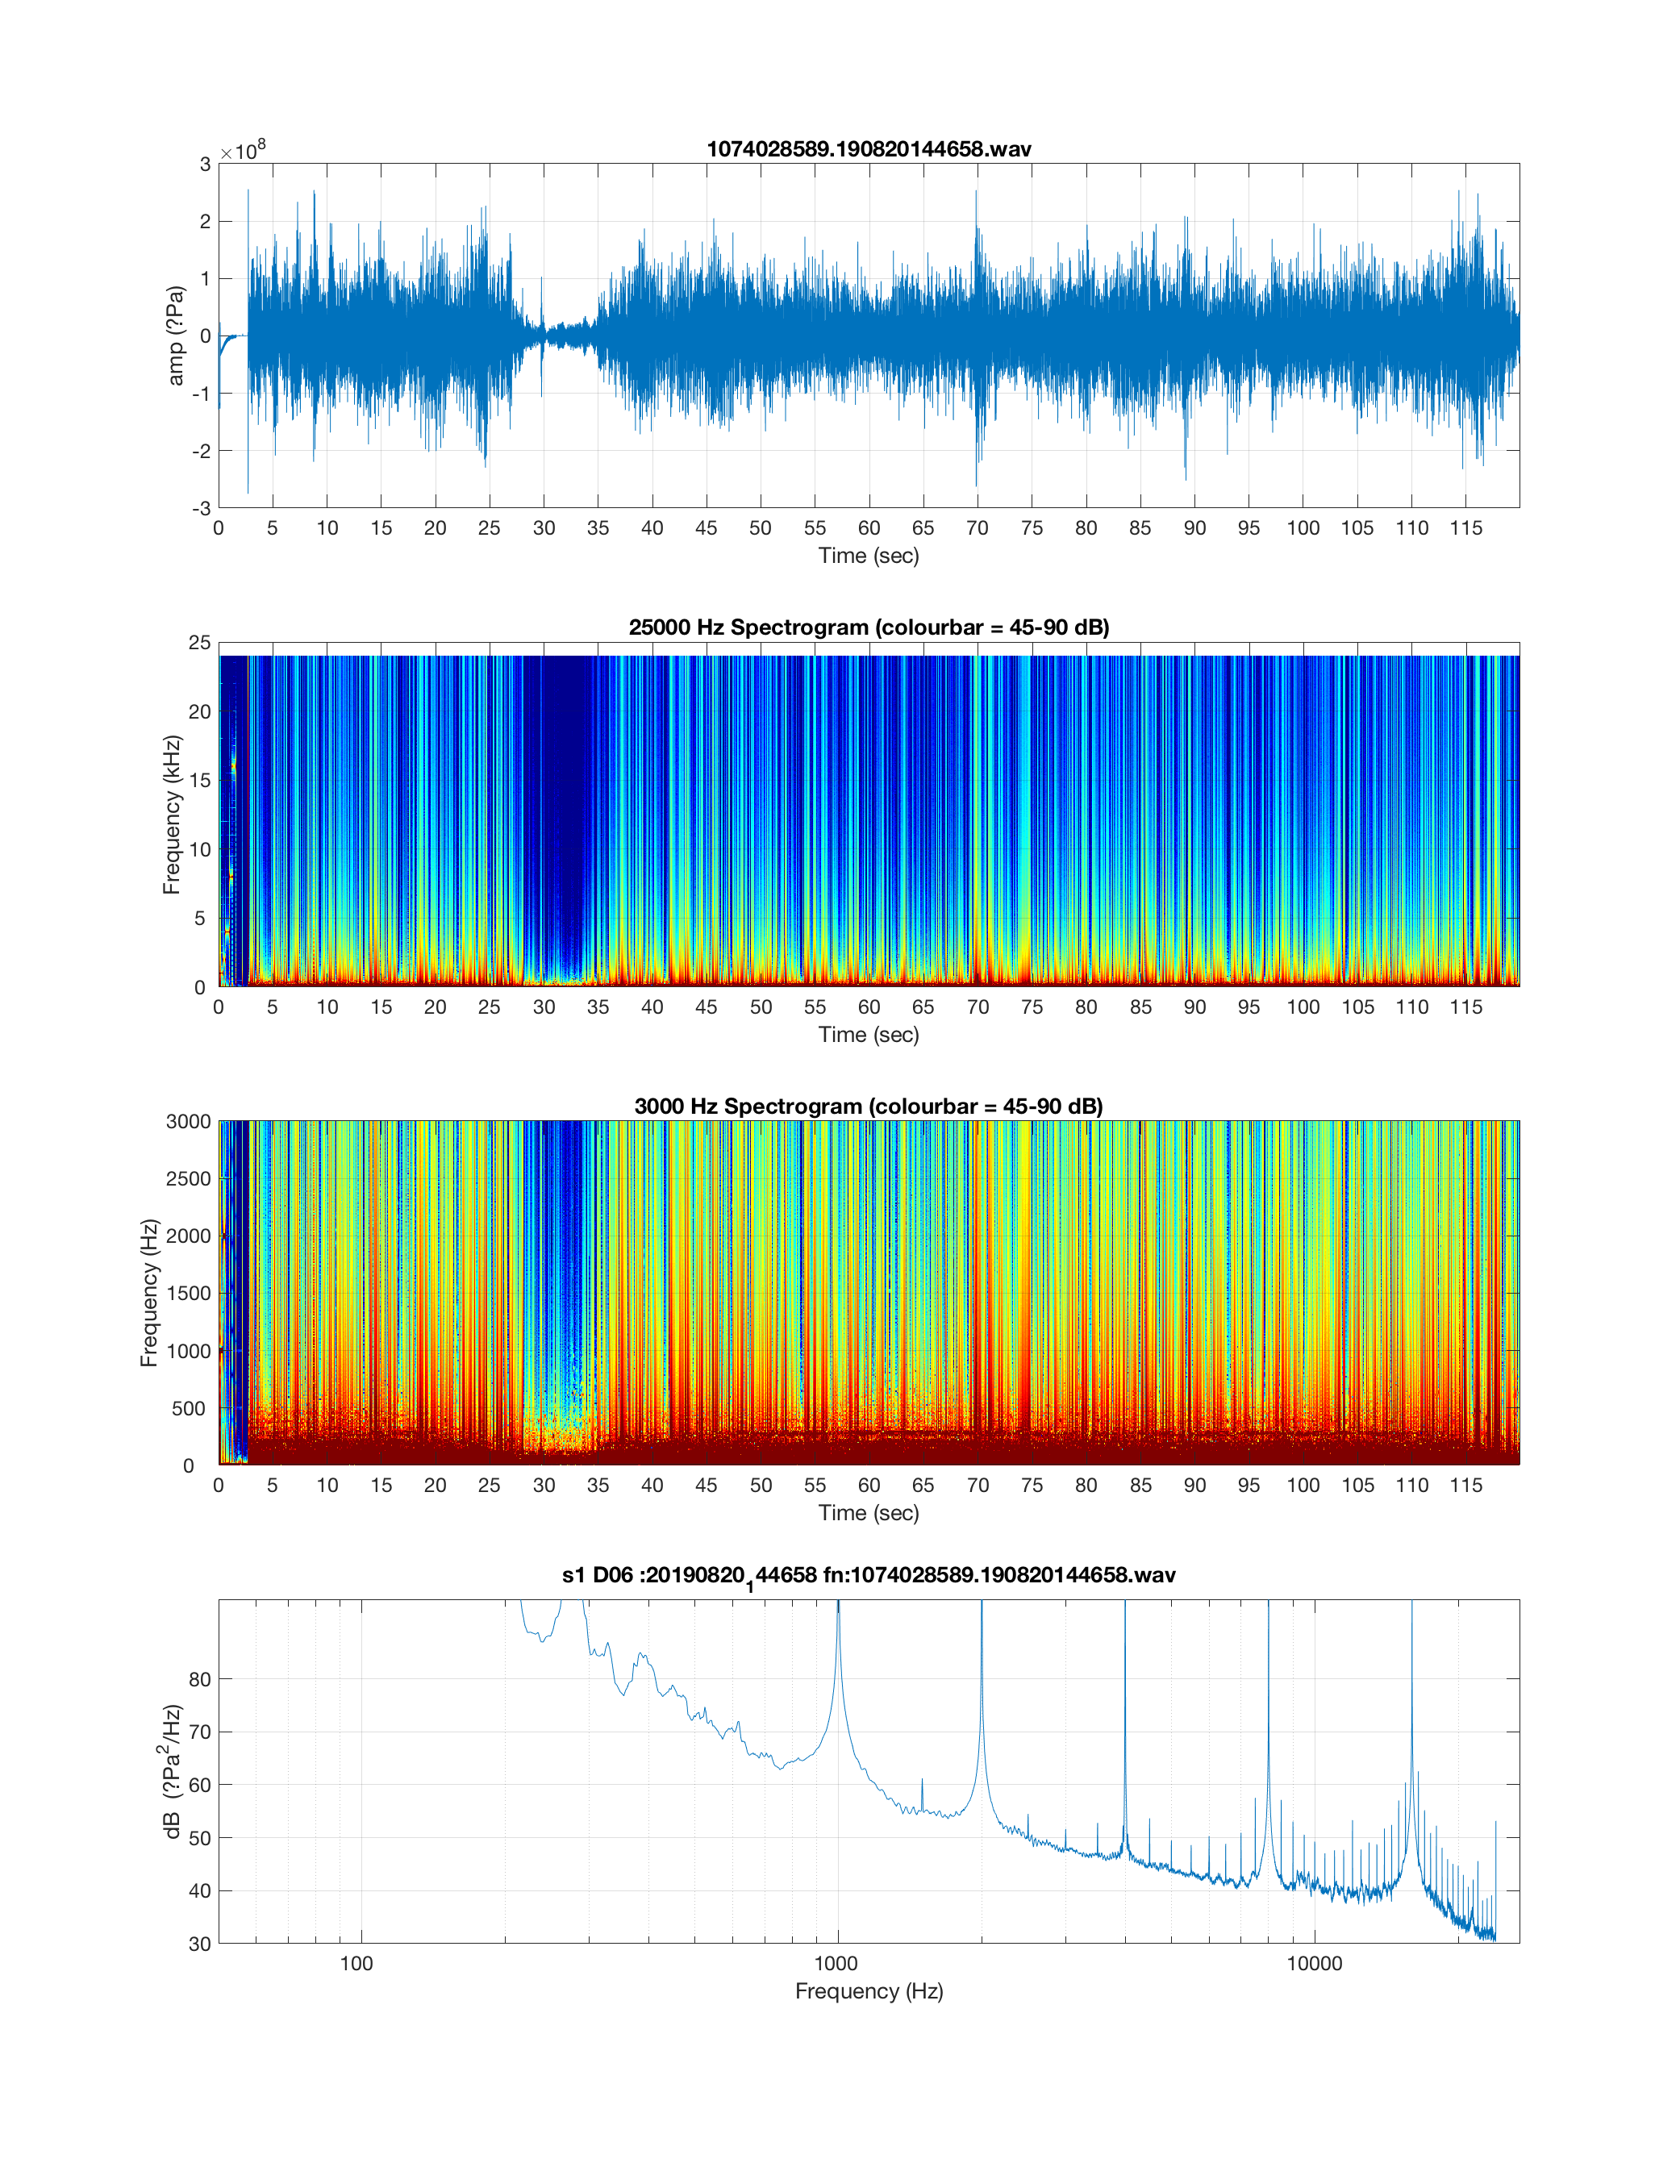 1074028589.190820144658.wav
×10^8
3
2
1
0
-1
-2
-3
amp (?Pa)
0 5 10 15 20 25 30 35 40 45 50 55 60 65 70 75 80 85 90 95 100 105 110 115
Time (sec)
25000 Hz Spectrogram (colourbar = 45-90 dB)
25
20
15
10
5
0
Frequency (kHz)
0 5 10 15 20 25 30 35 40 45 50 55 60 65 70 75 80 85 90 95 100 105 110 115
Time (sec)
3000 Hz Spectrogram (colourbar = 45-90 dB)
3000
2500
2000
1500
1000
500
0
Frequency (Hz)
0 5 10 15 20 25 30 35 40 45 50 55 60 65 70 75 80 85 90 95 100 105 110 115
Time (sec)
s1 D06 :20190820_144658 fn:1074028589.190820144658.wav
80
70
60
50
40
30
dB (?Pa^2/Hz)
100 1000 10000
Frequency (Hz)